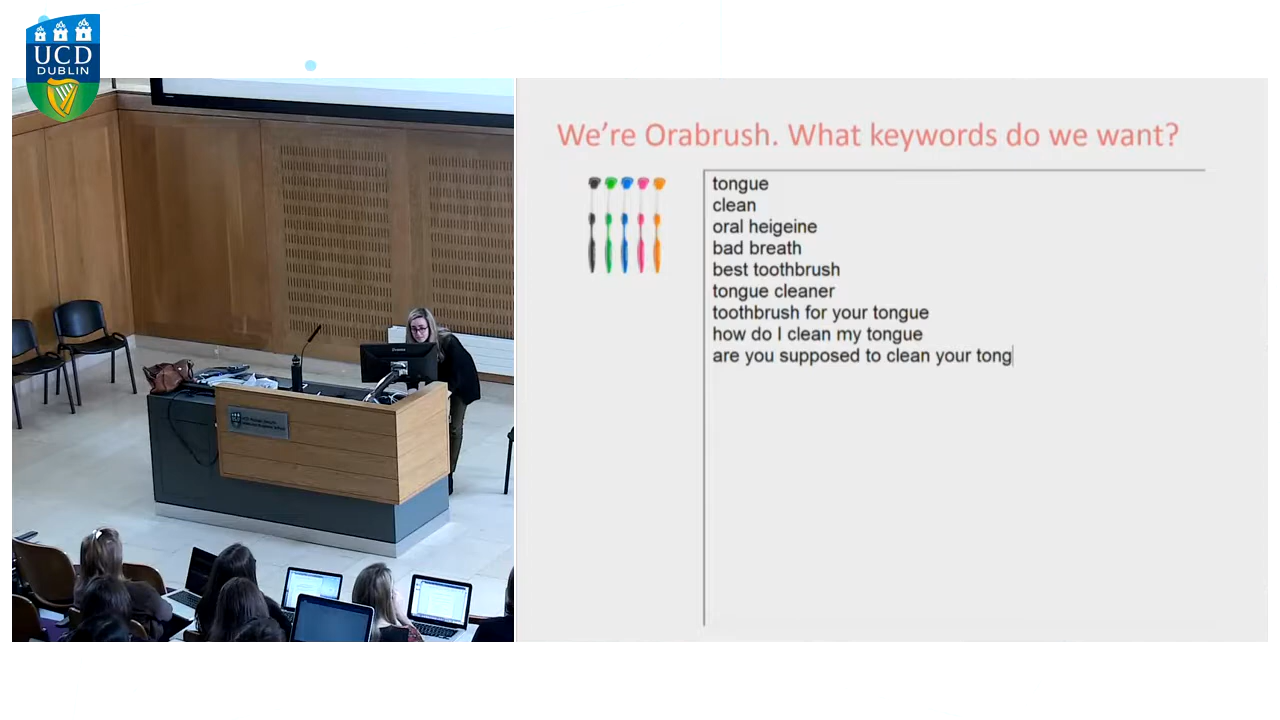 UCD
DUBLIN
We're Orabrush. What keywords do we want?
tongue
clean
oral heigeine
bad breath
best toothbrush
tongue cleaner
toothbrush for your tongue
how do I clean my tongue
are you supposed to clean your tong